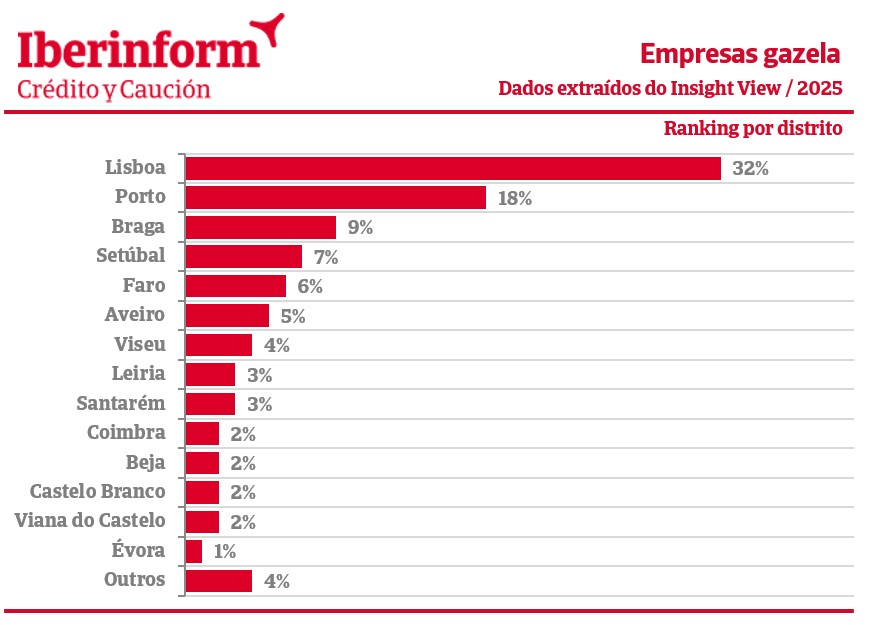 Iberinform
Crédito y Caución
Empresas gazela
Dados extraídos do Insight View / 2025
Ranking por distrito
Lisboa 32%
Porto 18%
Braga 9%
Setúbal 7%
Faro 6%
Aveiro 5%
Viseu 4%
Leiria 3%
Santarém 3%
Coimbra 2%
Beja 2%
Castelo Branco 2%
Viana do Castelo 2%
Évora 1%
Outros 4%